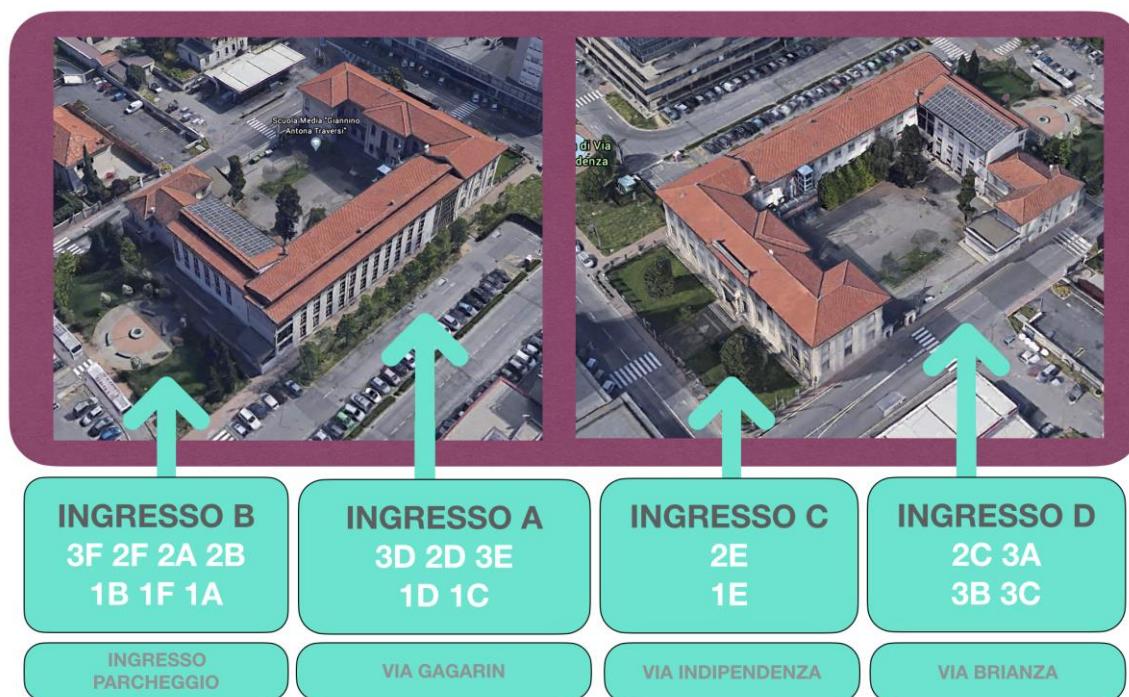 Scuola Media "Giannino
Antona Traversi"
di Via
denza
INGRESSO B
3F 2F 2A 2B
1B 1F 1A
INGRESSO A
3D 2D 3E
1D 1C
INGRESSO C
2E
1E
INGRESSO D
2C 3A
3B 3C
INGRESSO
PARCHEGGIO
VIA GAGARIN
VIA INDIPENDENZA
VIA BRIANZA